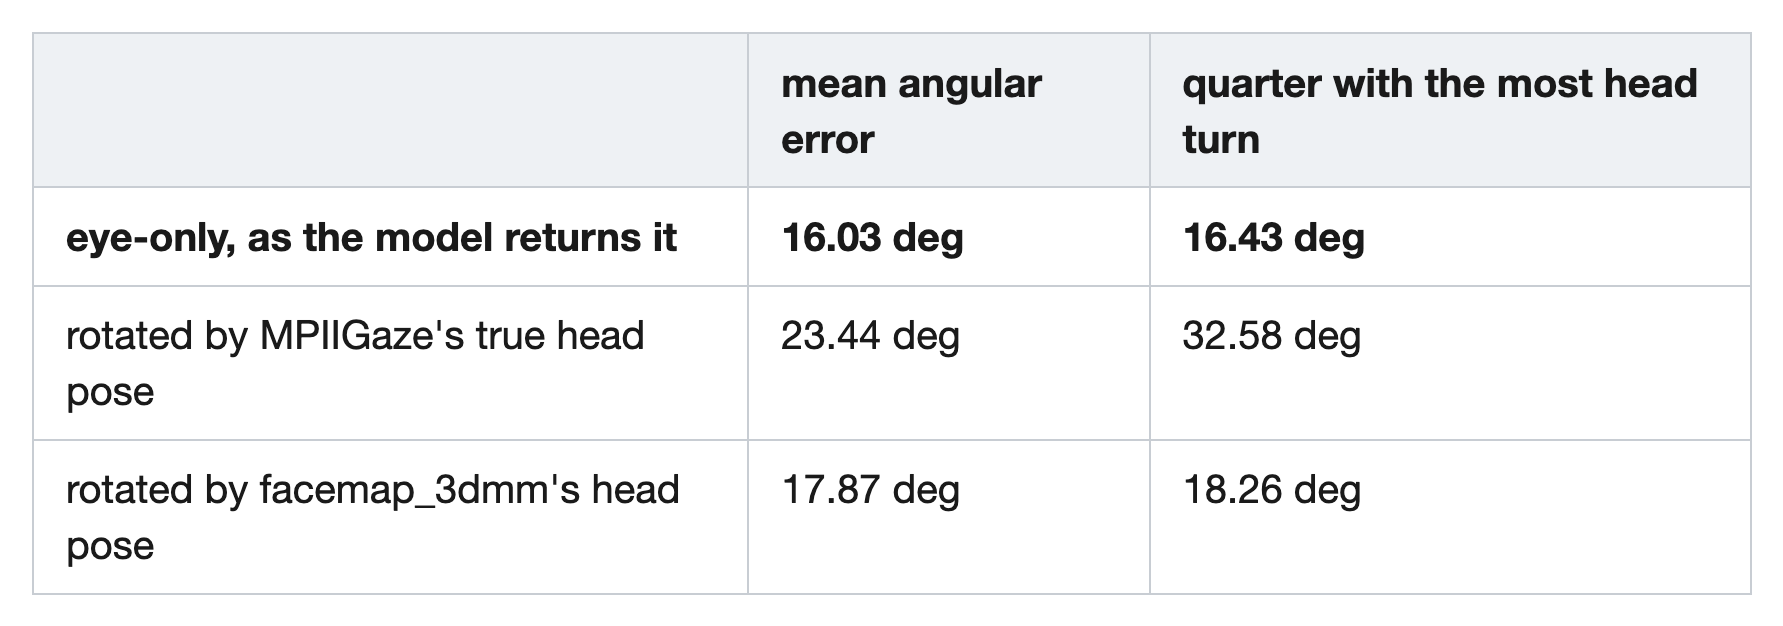 mean angular
error
quarter with the most head
turn
eye-only, as the model returns it
16.03 deg
16.43 deg
rotated by MPIIGaze's true head
pose
23.44 deg
32.58 deg
rotated by facemap_3dmm's head
pose
17.87 deg
18.26 deg